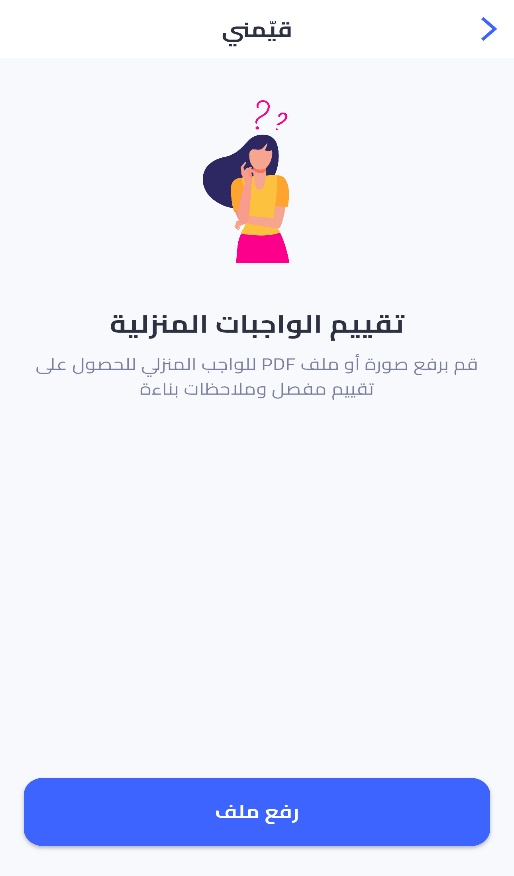 قيّمني
? ?
تقييم الواجبات المنزلية
قم برفع صورة أو ملف PDF للواجب المنزلي للحصول على
تقييم مفصل وملاحظات بناءة
رفع ملف